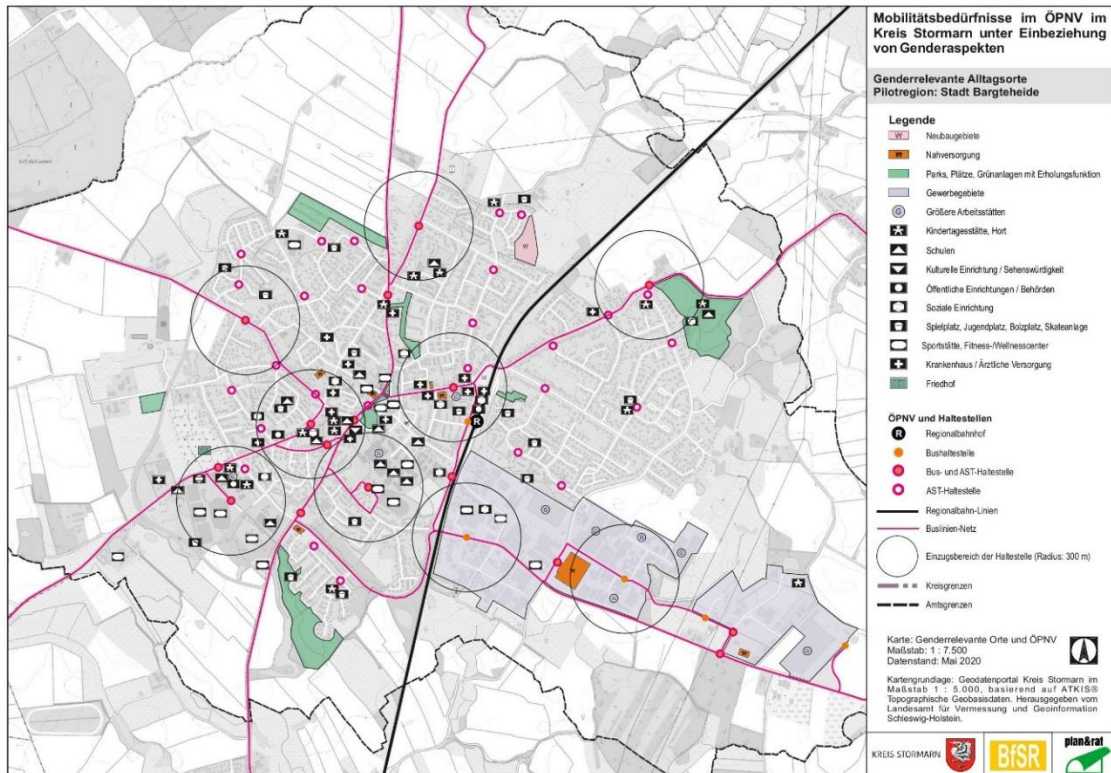 Mobilitätsbedürfnisse im ÖPNV im
Kreis Stormarn unter Einbeziehung
von Genderaspekten
Genderrelevante Alltagsorte
Pilotregion: Stadt Bargteheide
Legende
W Neubaugebiete
Nahversorgung
Parks, Plätze, Grünanlagen mit Erholungsfunktion
Gewerbegebiete
G Größere Arbeitsstätten
Kindertagesstätte, Hort
Schulen
Kulturelle Einrichtung / Sehenswürdigkeit
Öffentliche Einrichtungen / Behörden
Soziale Einrichtung
Spielplatz, Jugendplatz, Bolzplatz, Skateanlage
Sportstätte, Fitness-/Wellnesscenter
Krankenhaus / Ärztliche Versorgung
Friedhof
ÖPNV und Haltestellen
R Regionalbahnhof
Bushaltestelle
Bus- und AST-Haltestelle
AST-Haltestelle
Regionalbahn-Linien
Buslinien-Netz
Einzugsbereich der Haltestelle (Radius: 300 m)
Kreisgrenzen
Amtsgrenzen
Karte: Genderrelevante Orte und ÖPNV
Maßstab: 1 : 7.500
Datenstand: Mai 2020
Kartengrundlage: Geodatenportal Kreis Stormarn im
Maßstab 1 : 5.000, basierend auf ATKIS®
Topographische Geobasisdaten. Herausgegeben vom
Landesamt für Vermessung und Geoinformation
Schleswig-Holstein.
KREIS STORMARN
BfSR
plan&rat